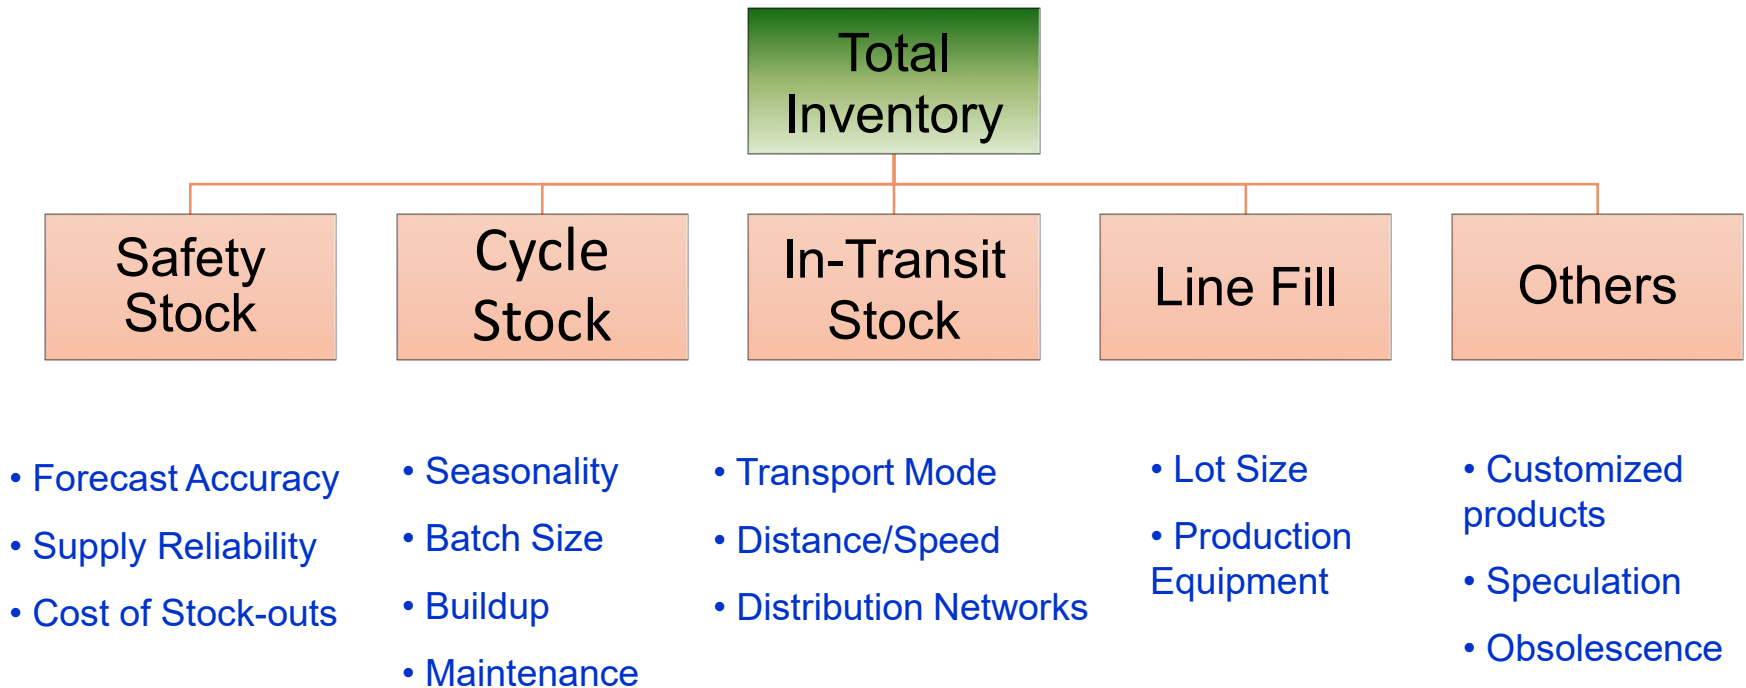 Total
Inventory
Safety
Stock
Cycle
Stock
In-Transit
Stock
Line Fill
Others
• Forecast Accuracy
• Supply Reliability
• Cost of Stock-outs
• Seasonality
• Batch Size
• Buildup
• Maintenance
• Transport Mode
• Distance/Speed
• Distribution Networks
• Lot Size
• Production
Equipment
• Customized
products
• Speculation
• Obsolescence